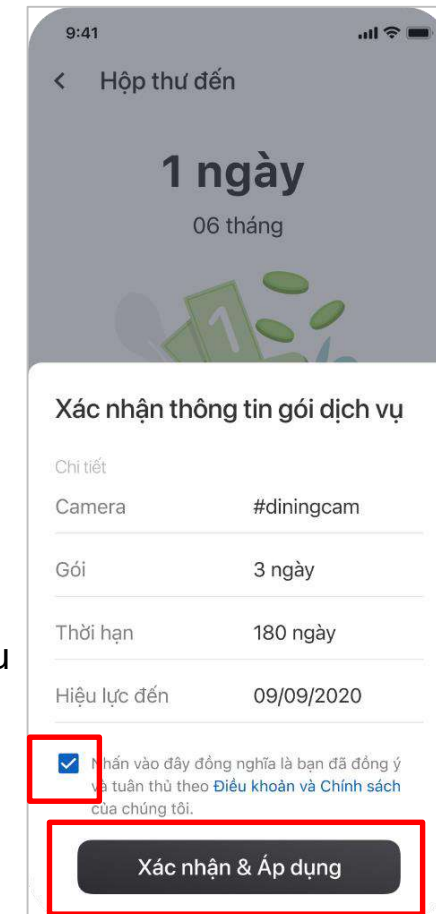 9:41
Hộp thư đến
1 ngày
06 tháng
1
Xác nhận thông tin gói dịch vụ
Chi tiết
Camera #diningcam
Gói 3 ngày
Thời hạn 180 ngày
u
Hiệu lực đến 09/09/2020
Nhấn vào đây đồng nghĩa là bạn đã đồng ý
và tuân thủ theo Điều khoản và Chính sách
của chúng tôi.
Xác nhận & Áp dụng